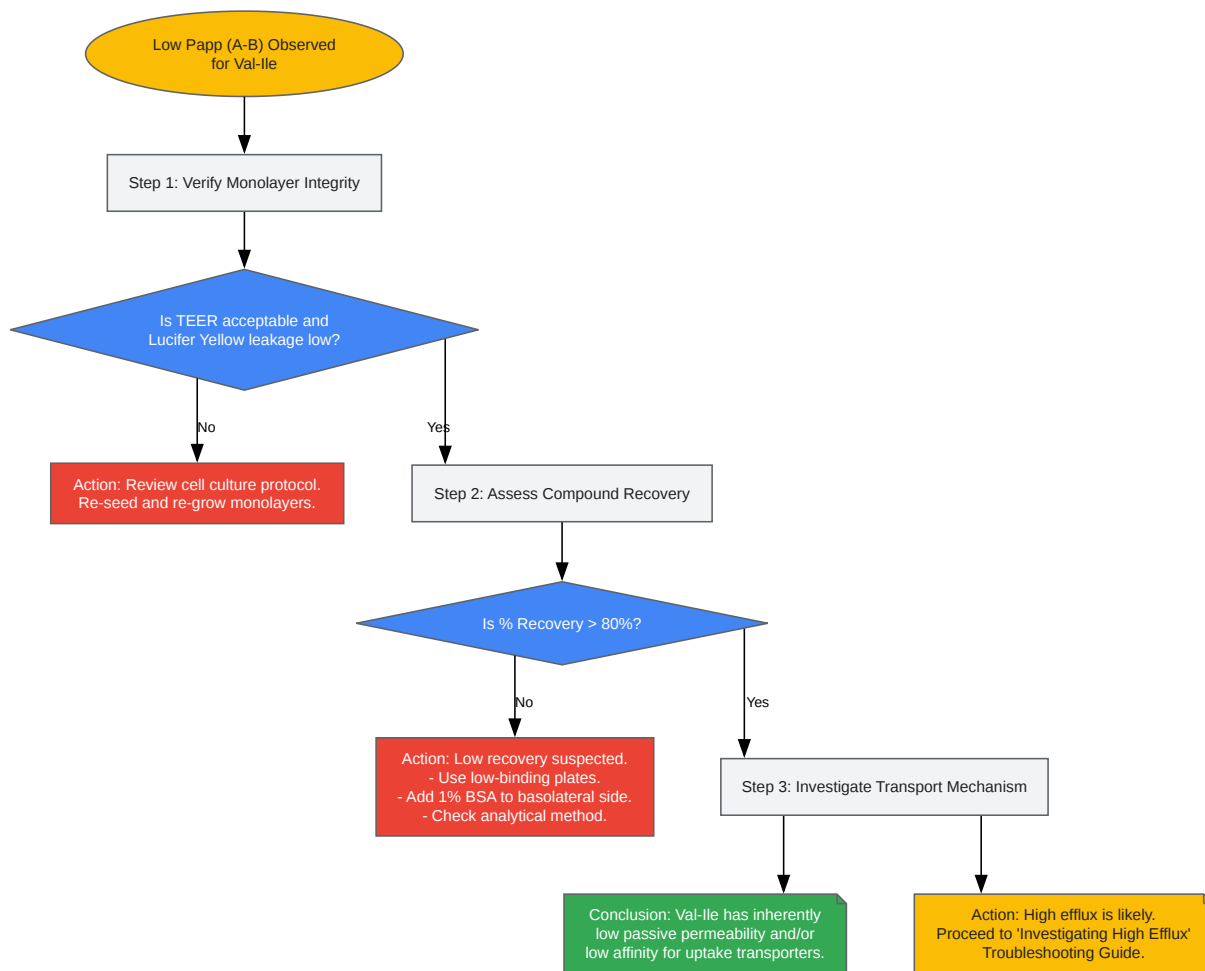 Low Papp (A-B) Observed
for Val-Ile
Step 1: Verify Monolayer Integrity
Is TEER acceptable and
Lucifer Yellow leakage low?
No
Yes
Action: Review cell culture protocol.
Re-seed and re-grow monolayers.
Step 2: Assess Compound Recovery
Is % Recovery > 80%?
No
Yes
Action: Low recovery suspected.
- Use low-binding plates.
- Add 1% BSA to basolateral side.
- Check analytical method.
Step 3: Investigate Transport Mechanism
Conclusion: Val-Ile has inherently
low passive permeability and/or
low affinity for uptake transporters.
Action: High efflux is likely.
Proceed to 'Investigating High Efflux'
Troubleshooting Guide.